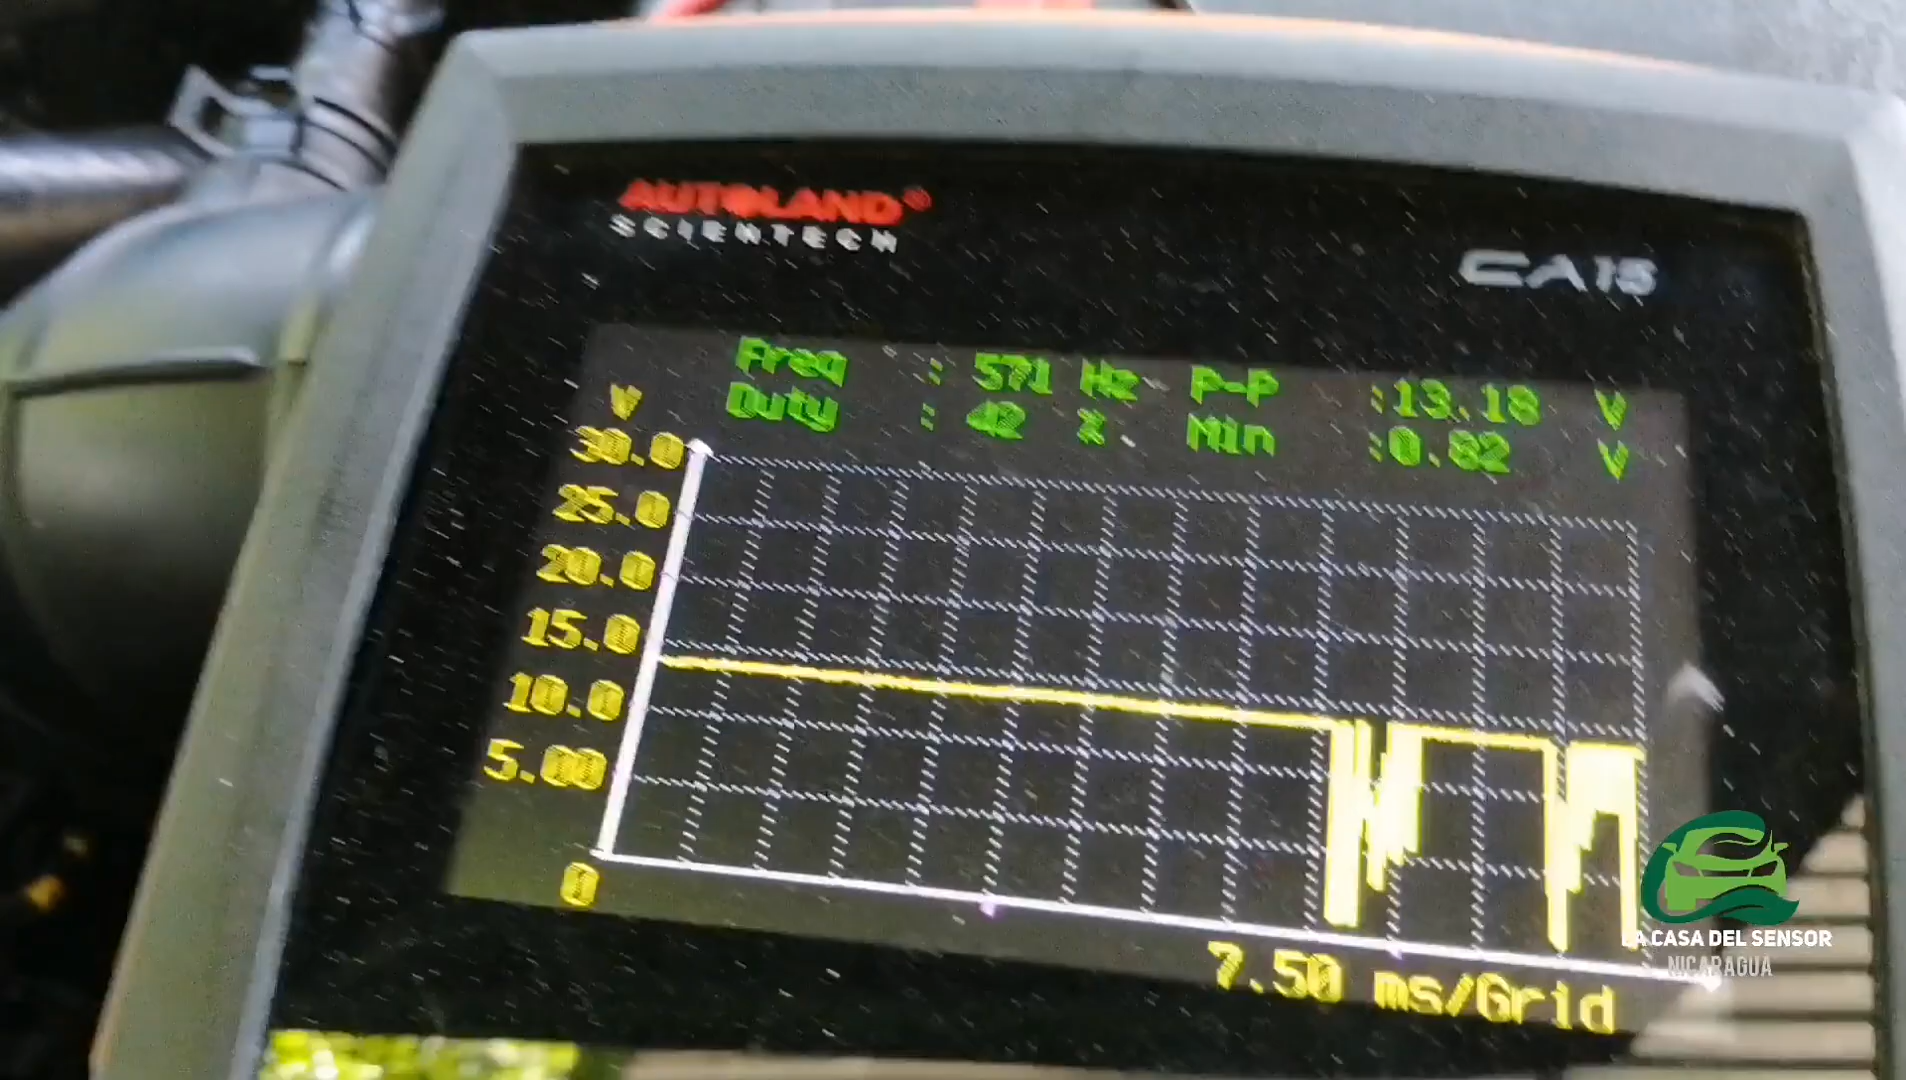 AUTOLAND®
SCIENTECH
CA15
Freq : 571 Hz P-P :13.18 V
Duty : 42 % Min :0.82 V
V
30.0
25.0
20.0
15.0
10.0
5.00
0
7.50 ms/Grid
LA CASA DEL SENSOR
NICARAGUA